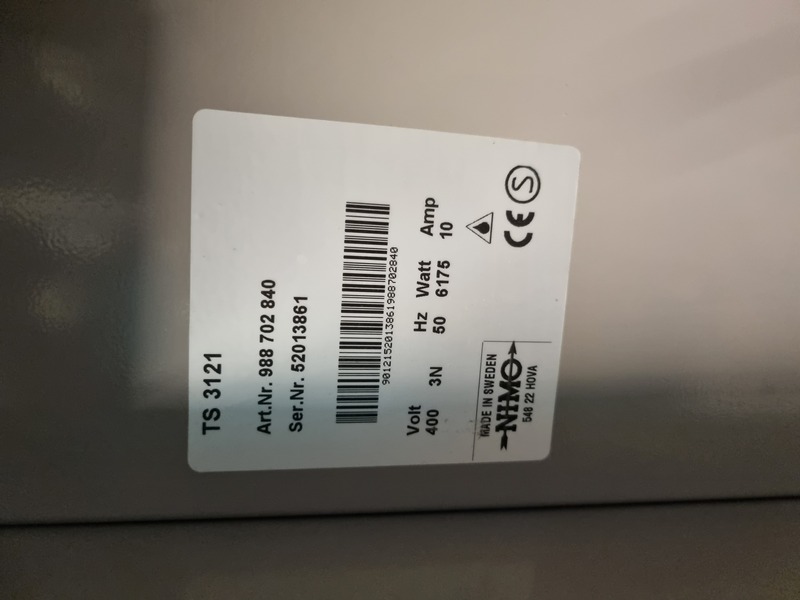 TS 3121
Art.Nr. 988 702 840
Ser.Nr. 52013861
9012152013861988702840
Volt Hz Watt Amp
400 3N 50 6175 10
MADE IN SWEDEN
NIMO
548 22 HOVA
CE S